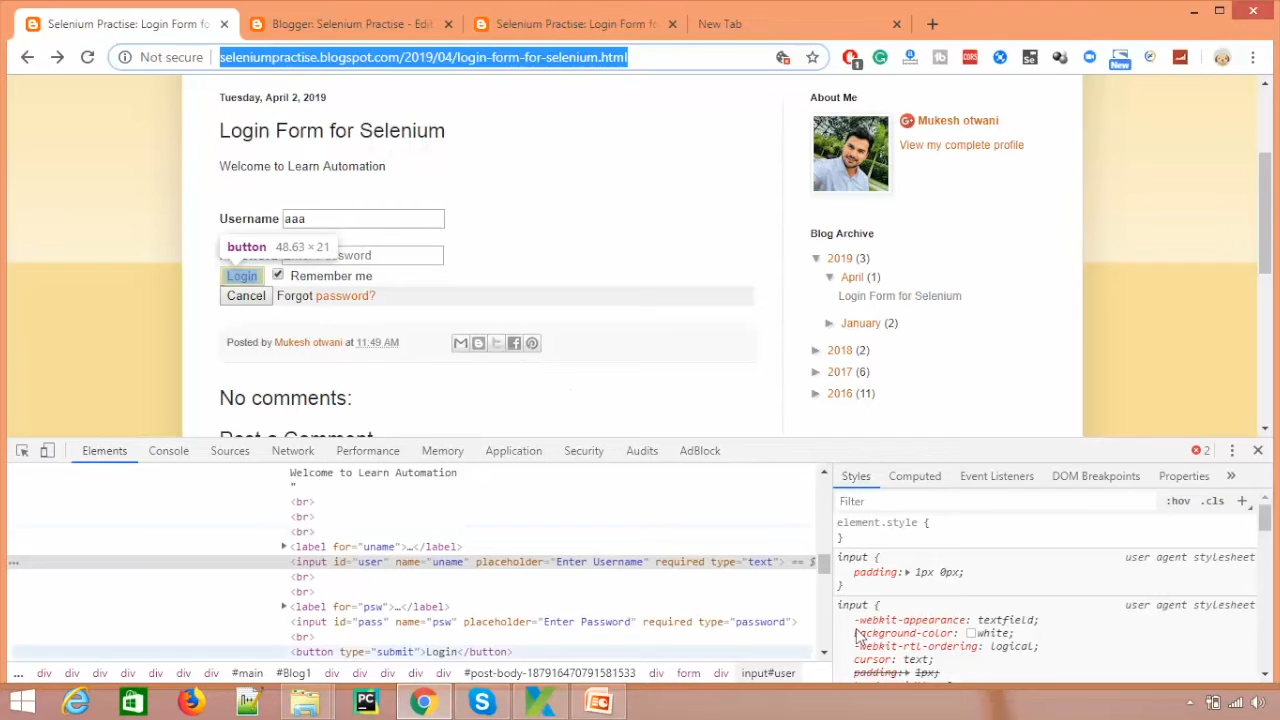 Selenium Practise: Login Form fo
Blogger: Selenium Practise - Edit
Selenium Practise: Login Form fo
New Tab
Not secure
seleniumpractise.blogspot.com/2019/04/login-form-for-selenium.html
Tuesday, April 2, 2019
Login Form for Selenium
Welcome to Learn Automation
Username aaa
button 48.63 × 21
Login
Remember me
Cancel
Forgot password?
Posted by Mukesh otwani at 11:49 AM
No comments:
Post a Comment
About Me
Mukesh otwani
View my complete profile
Blog Archive
▼ 2019 (3)
▼ April (1)
Login Form for Selenium
► January (2)
► 2018 (2)
► 2017 (6)
► 2016 (11)
Elements Console Sources Network Performance Memory Application Security Audits AdBlock
2
Welcome to Learn Automation
"
<br>
<br>
<br>
<label for="uname">…</label>
<input id="user" name="uname" placeholder="Enter Username" required type="text"> == $
<br>
<br>
<label for="psw">…</label>
<input id="pass" name="psw" placeholder="Enter Password" required type="password">
<br>
<button type="submit">Login</button>
... div div div div #main #Blog1 div div div #post-body-1879164707915815​33 div form div input#user
Styles Computed Event Listeners DOM Breakpoints Properties »
Filter :hov .cls +
element.style {
}
input { user agent stylesheet
padding: 1px 0px;
}
input { user agent stylesheet
-webkit-appearance: textfield;
background-color: white;
-webkit-rtl-ordering: logical;
cursor: text;
padding: 1px;